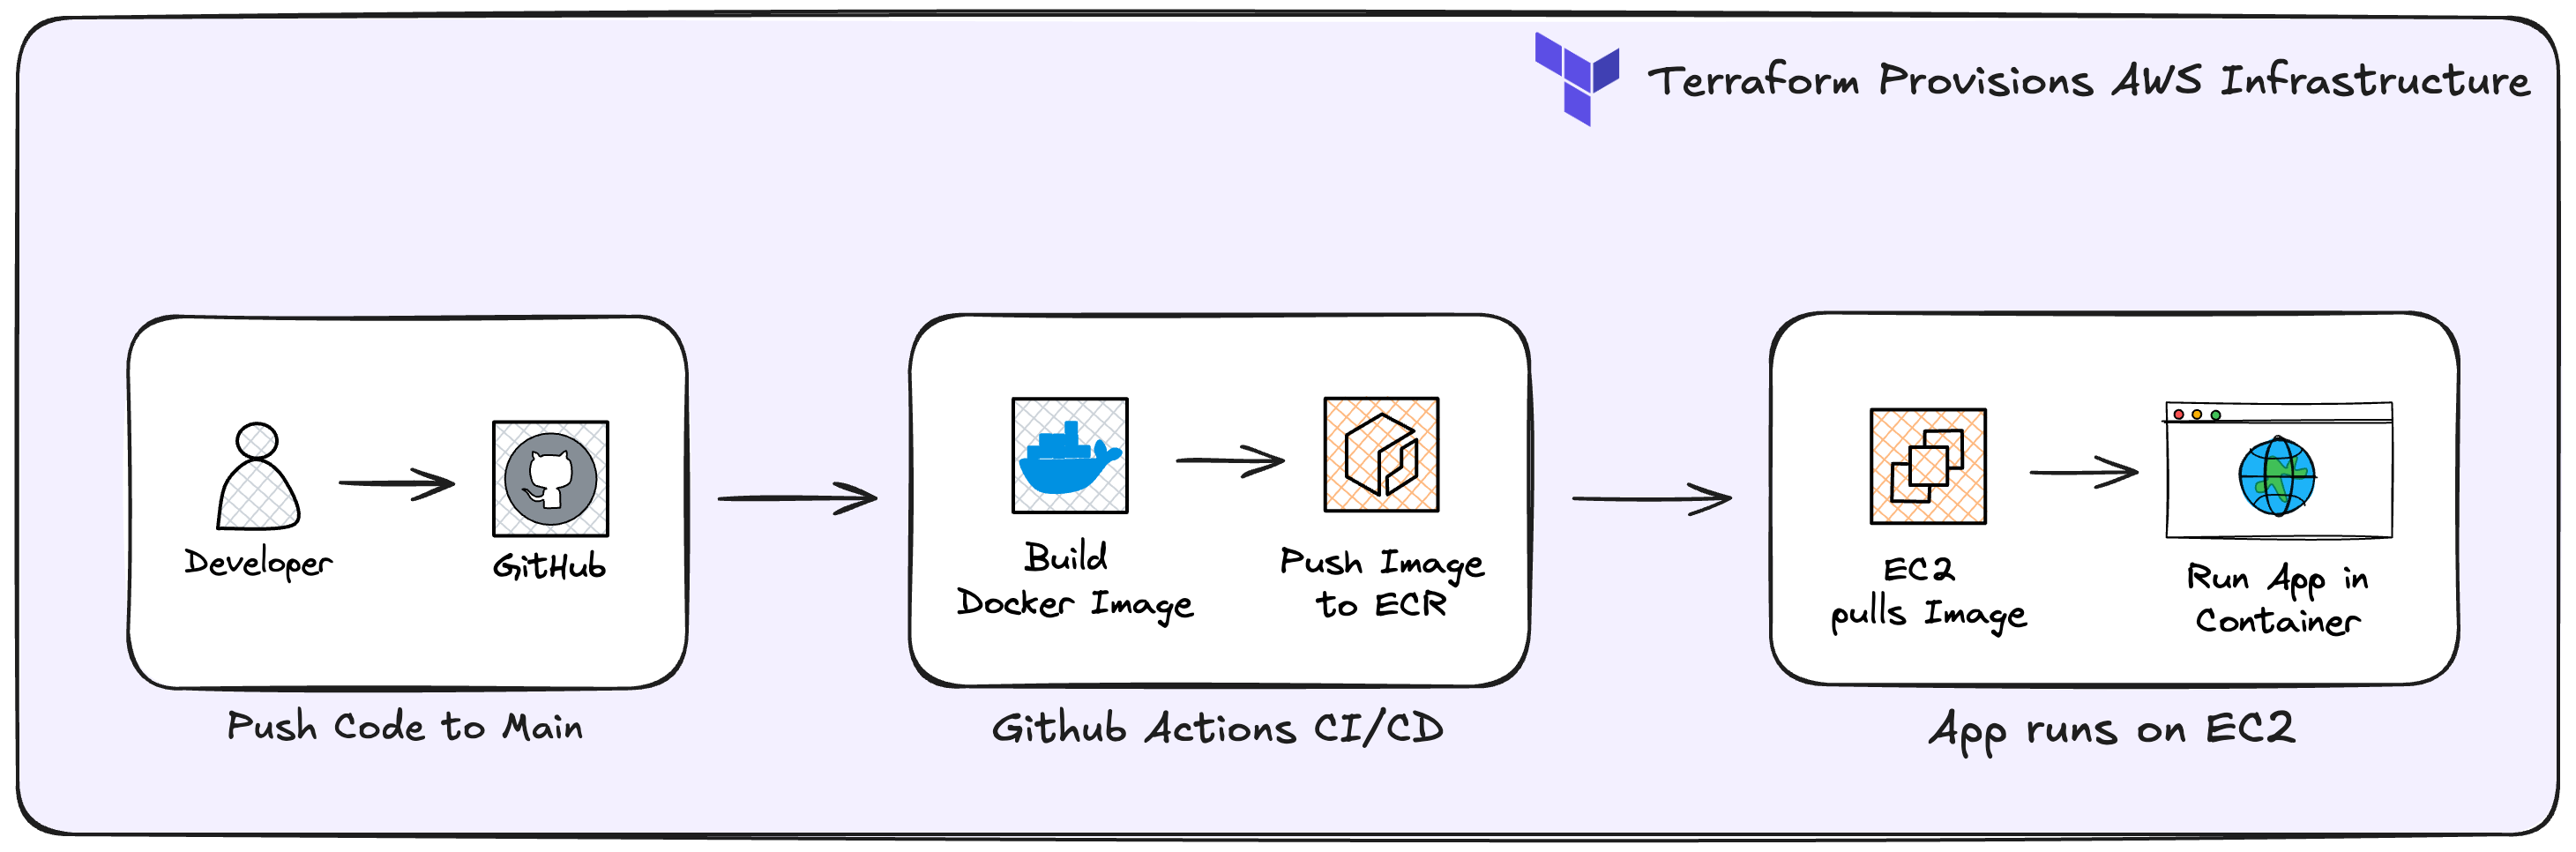 Terraform Provisions AWS Infrastructure
Developer
GitHub
Push Code to Main
Build
Docker Image
Push Image
to ECR
Github Actions CI/CD
EC2
pulls Image
Run App in
Container
App runs on EC2